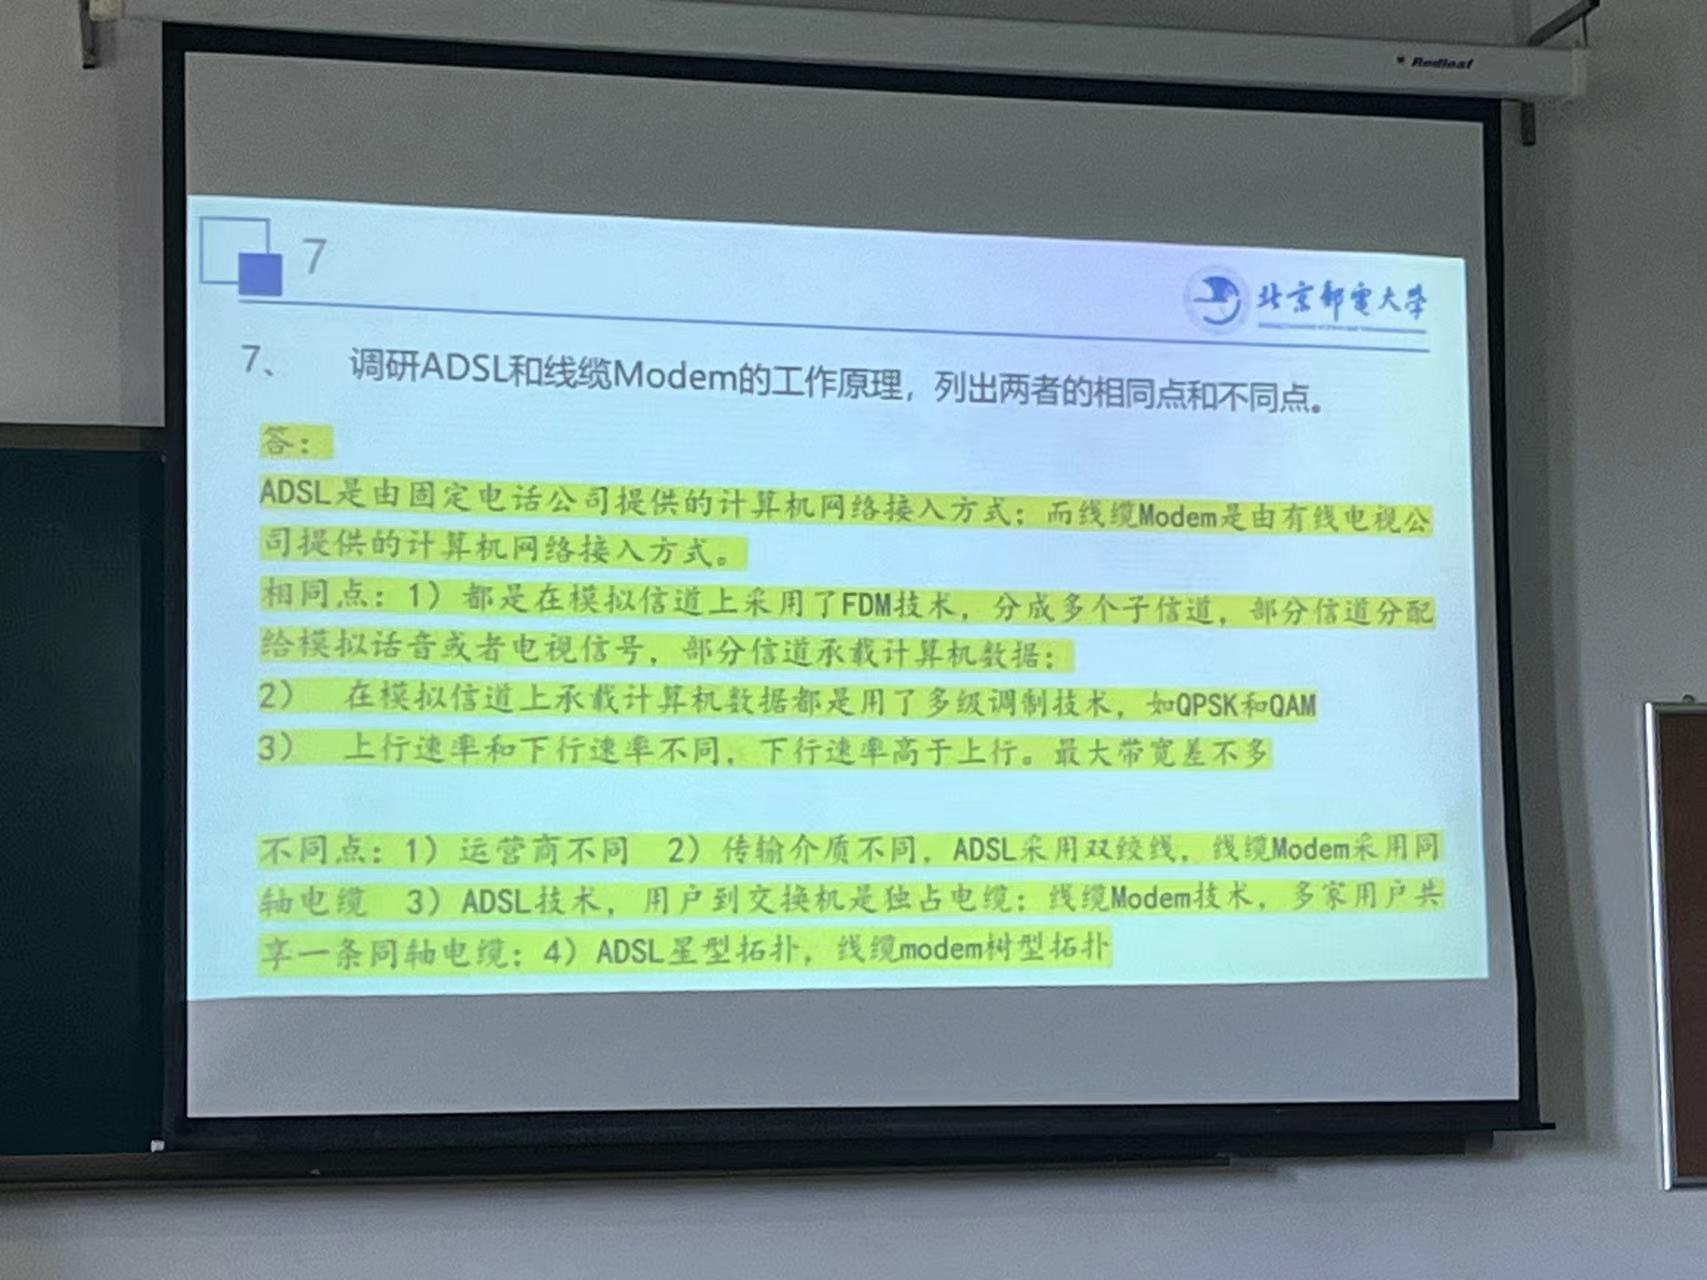 Redleaf
7
北京邮电大学
7、 调研ADSL和线缆Modem的工作原理，列出两者的相同点和不同点。
答：
ADSL是由固定电话公司提供的计算机网络接入方式；而线缆Modem是由有线电视公
司提供的计算机网络接入方式。
相同点：1）都是在模拟信道上采用了FDM技术，分成多个子信道，部分信道分配
给模拟话音或者电视信号，部分信道承载计算机数据；
2） 在模拟信道上承载计算机数据都是用了多级调制技术，如QPSK和QAM
3） 上行速率和下行速率不同，下行速率高于上行。最大带宽差不多
不同点：1）运营商不同 2）传输介质不同，ADSL采用双绞线，线缆Modem采用同
轴电缆 3）ADSL技术，用户到交换机是独占电缆；线缆Modem技术，多家用户共
享一条同轴电缆；4）ADSL星型拓扑，线缆modem树型拓扑